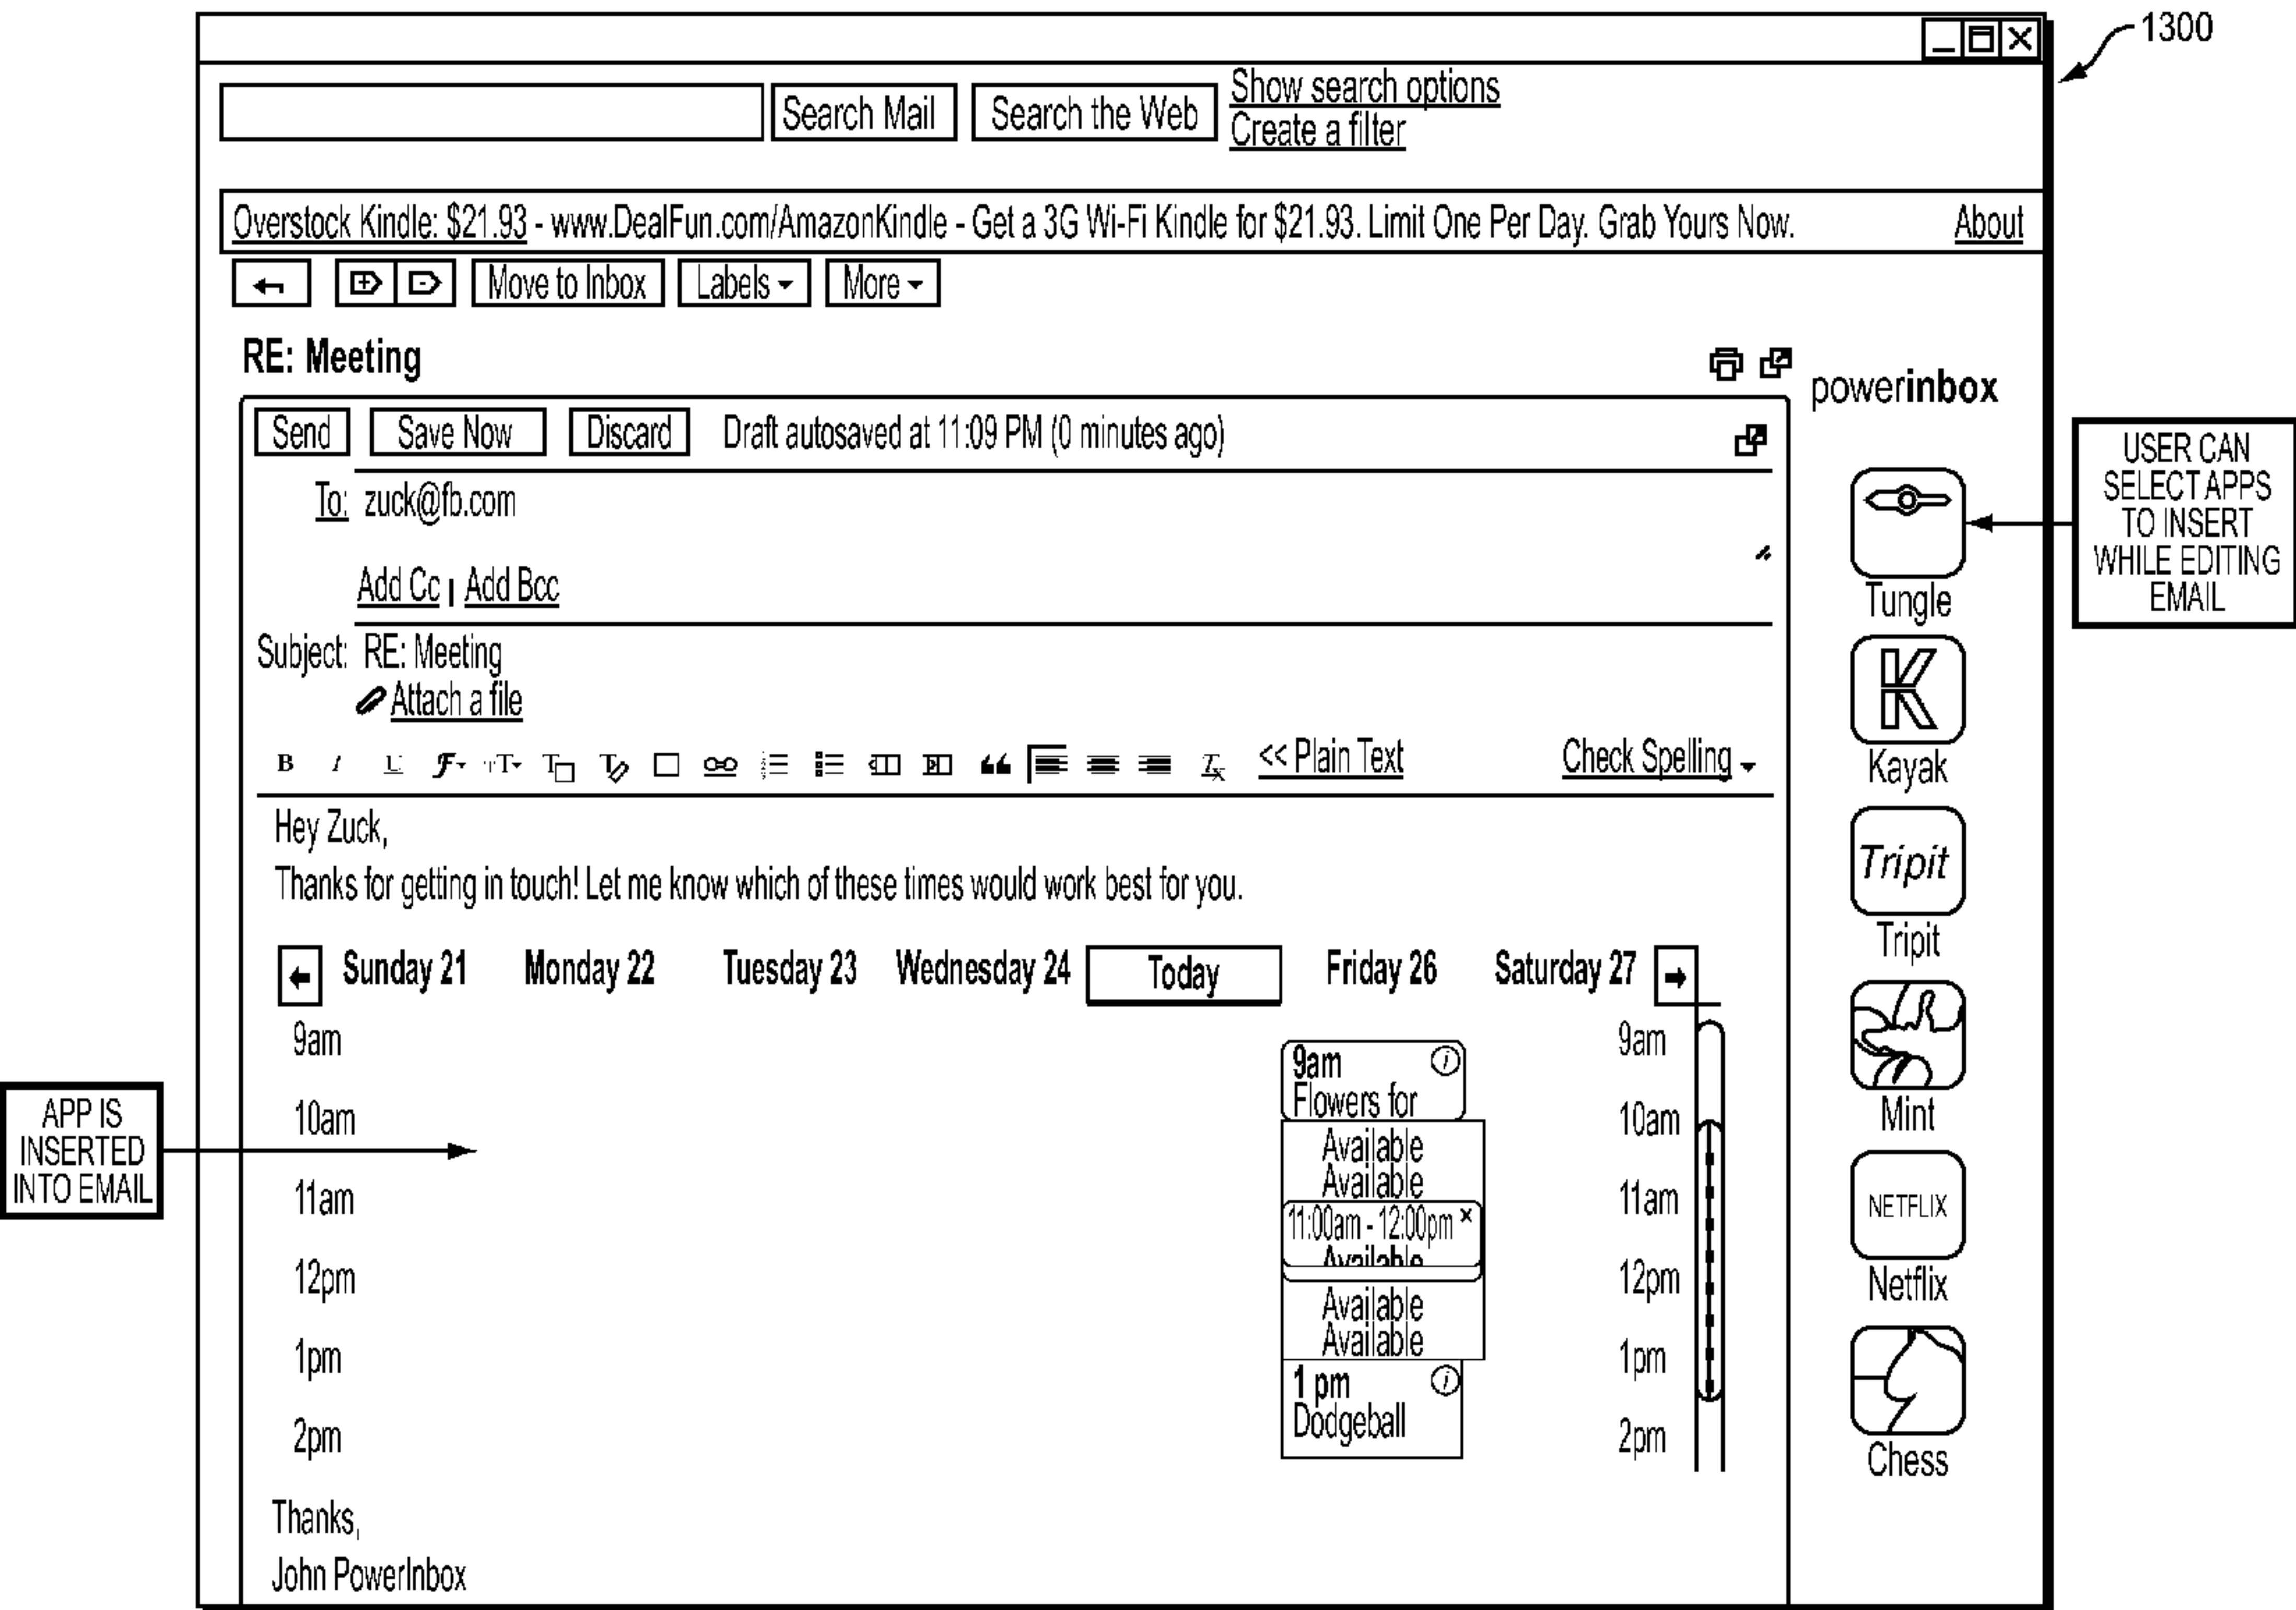 1300
Search Mail Search the Web Show search options
Create a filter
Overstock Kindle: $21.93 - www.DealFun.com/AmazonKindle - Get a 3G Wi-Fi Kindle for $21.93. Limit One Per Day. Grab Yours Now. About
Move to Inbox Labels More
RE: Meeting
powerinbox
Send Save Now Discard Draft autosaved at 11:09 PM (0 minutes ago)
To: zuck@fb.com
Add Cc | Add Bcc
Subject: RE: Meeting
Attach a file
B I U F T T T T << Plain Text Check Spelling
Hey Zuck,
Thanks for getting in touch! Let me know which of these times would work best for you.
Sunday 21 Monday 22 Tuesday 23 Wednesday 24 Today Friday 26 Saturday 27
9am 9am
10am 10am
11am 11am
12pm 12pm
1pm 1pm
2pm 2pm
9am i
Flowers for
Available
Available
11:00am - 12:00pm x
Available
Available
Available
1 pm i
Dodgeball
Thanks,
John PowerInbox
USER CAN
SELECT APPS
TO INSERT
WHILE EDITING
EMAIL
Tungle
K
Kayak
Tripit
Tripit
Mint
NETFLIX
Netflix
Chess
APP IS
INSERTED
INTO EMAIL